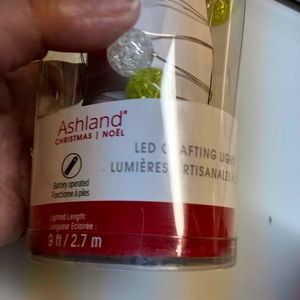 Ashland®
CHRISTMAS | NOËL
LED CRAFTING LIGHT
LUMIÈRES ARTISANALES À
Battery operated
Fonctionne à piles
Lighted Length:
Longueur Éclairée :
9 ft / 2.7 m